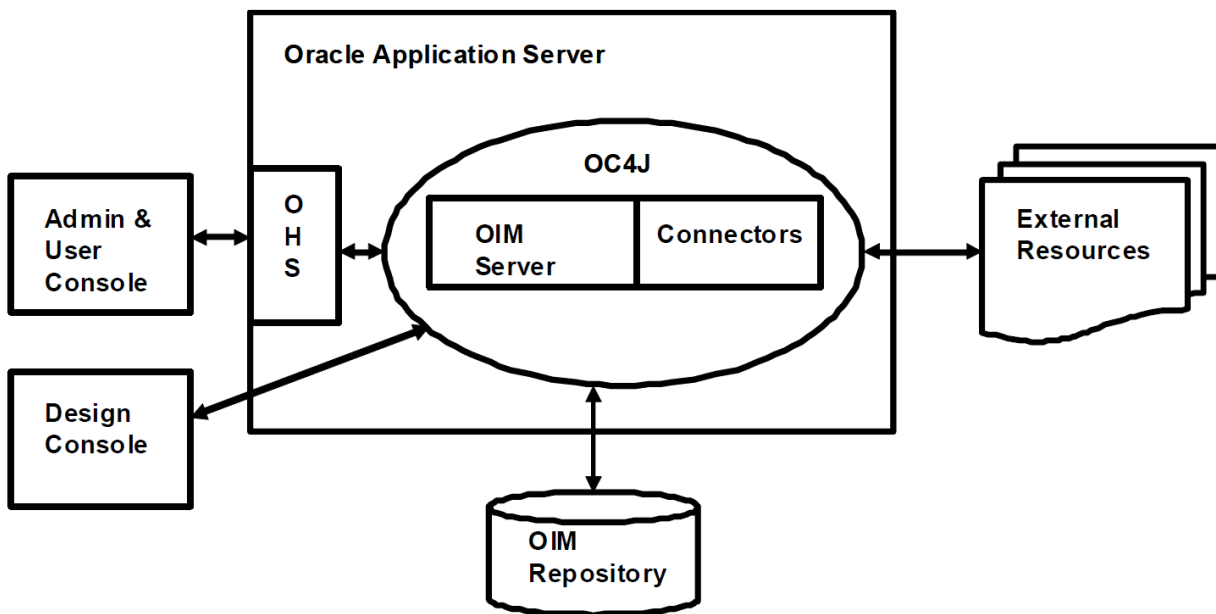 Oracle Application Server
OC4J
Admin &
User
Console
O
H
S
OIM
Server
Connectors
External
Resources
Design
Console
OIM
Repository